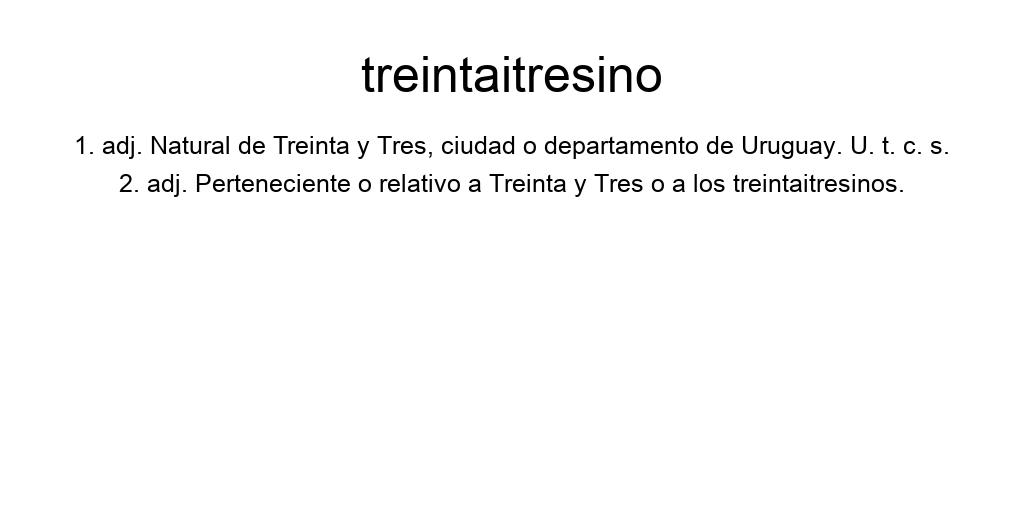 treintaitresino
1. adj. Natural de Treinta y Tres, ciudad o departamento de Uruguay. U. t. c. s.
2. adj. Perteneciente o relativo a Treinta y Tres o a los treintaitresinos.